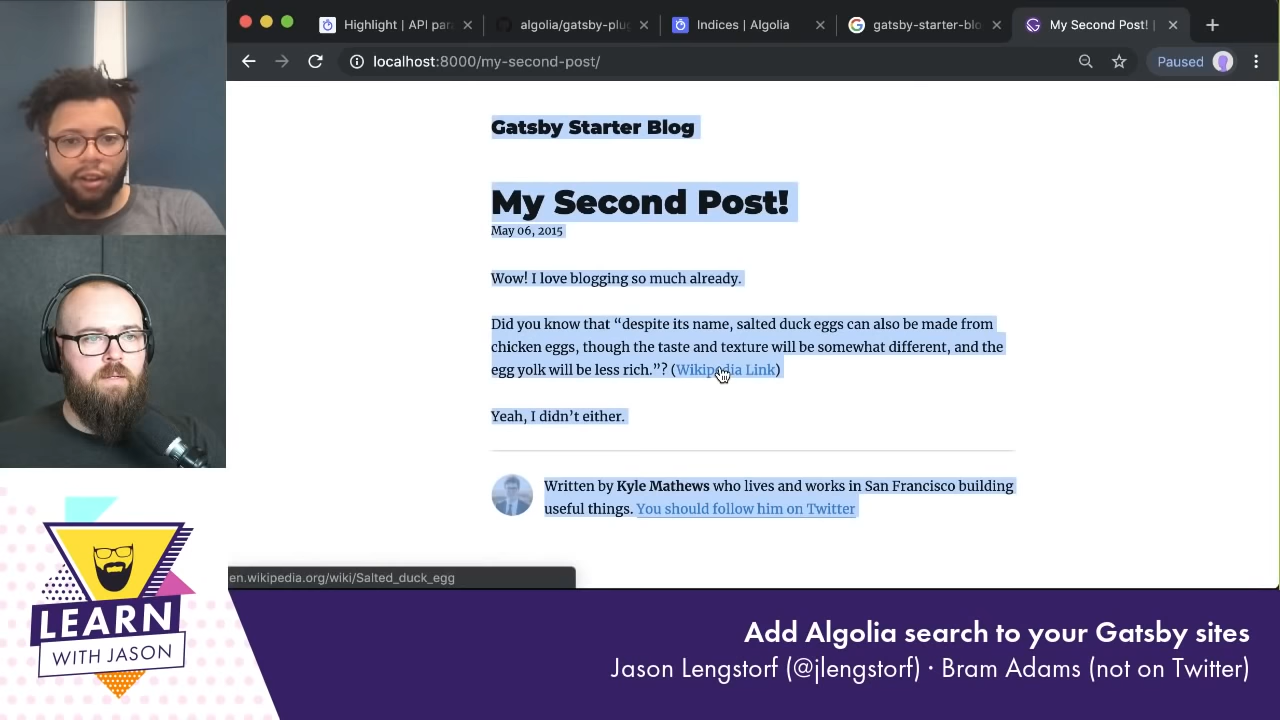 Highlight | API par
algolia/gatsby-plug
Indices | Algolia
gatsby-starter-blo
My Second Post! |
localhost:8000/my-second-post/
Paused
Gatsby Starter Blog
My Second Post!
May 06, 2015
Wow! I love blogging so much already.
Did you know that “despite its name, salted duck eggs can also be made from
chicken eggs, though the taste and texture will be somewhat different, and the
egg yolk will be less rich.”? (Wikipedia Link)
Yeah, I didn’t either.
Written by Kyle Mathews who lives and works in San Francisco building
useful things. You should follow him on Twitter
en.wikipedia.org/wiki/Salted_duck_egg
LEARN
WITH JASON
Add Algolia search to your Gatsby sites
Jason Lengstorf (@jlengstorf) · Bram Adams (not on Twitter)